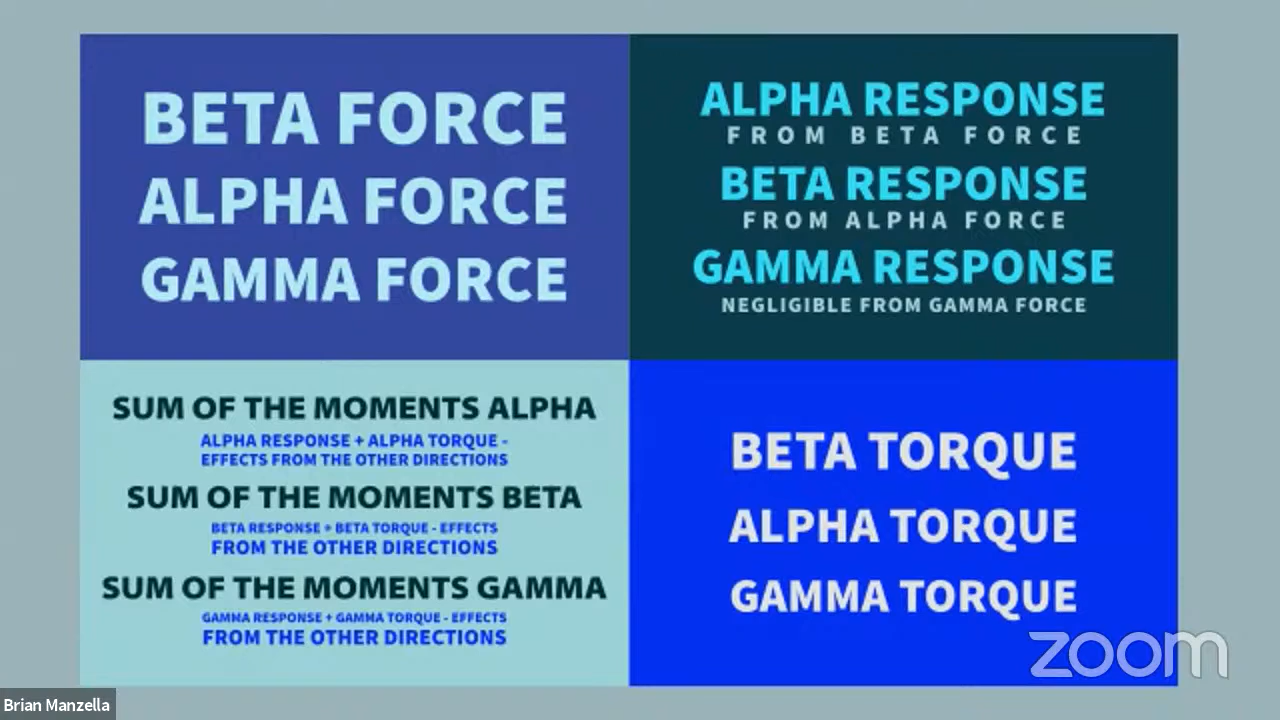 BETA FORCE
ALPHA FORCE
GAMMA FORCE
ALPHA RESPONSE
FROM BETA FORCE
BETA RESPONSE
FROM ALPHA FORCE
GAMMA RESPONSE
NEGLIGIBLE FROM GAMMA FORCE
SUM OF THE MOMENTS ALPHA
ALPHA RESPONSE + ALPHA TORQUE -
EFFECTS FROM THE OTHER DIRECTIONS
SUM OF THE MOMENTS BETA
BETA RESPONSE + BETA TORQUE - EFFECTS
FROM THE OTHER DIRECTIONS
SUM OF THE MOMENTS GAMMA
GAMMA RESPONSE + GAMMA TORQUE - EFFECTS
FROM THE OTHER DIRECTIONS
BETA TORQUE
ALPHA TORQUE
GAMMA TORQUE
zoom
Brian Manzella